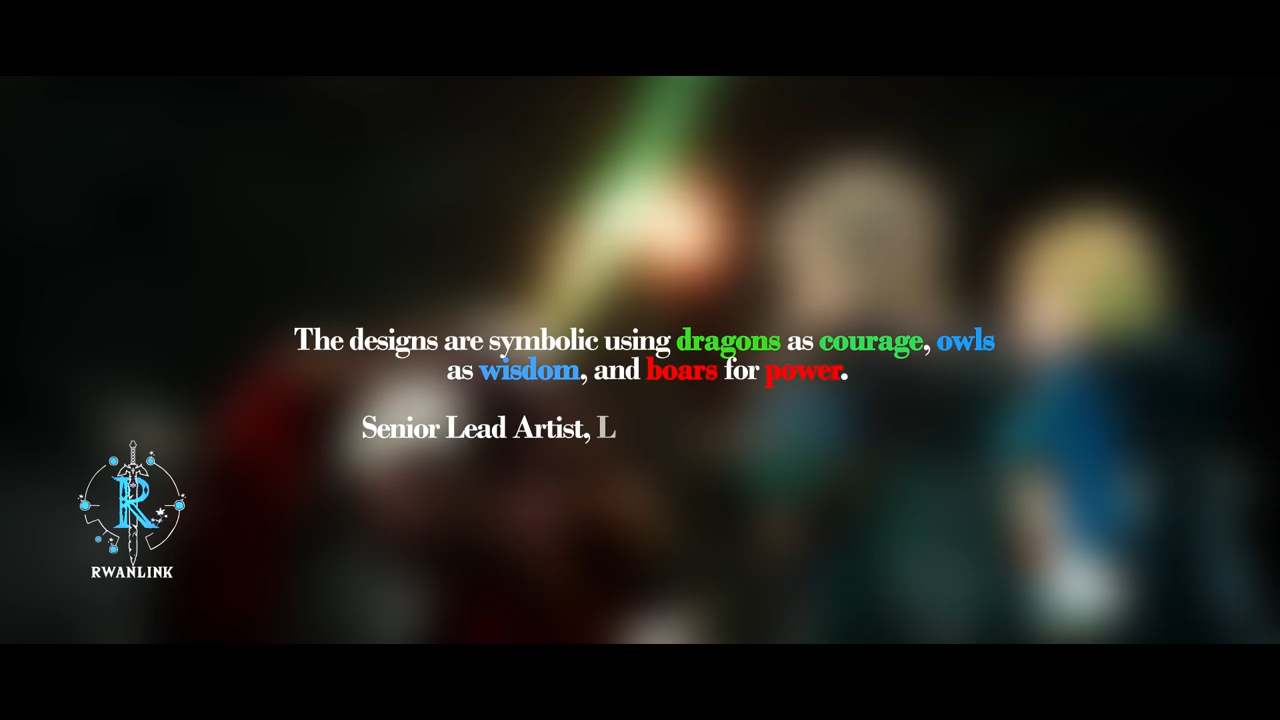 The designs are symbolic using dragons as courage, owls
as wisdom, and boars for power.
Senior Lead Artist, L
R
RWANLINK